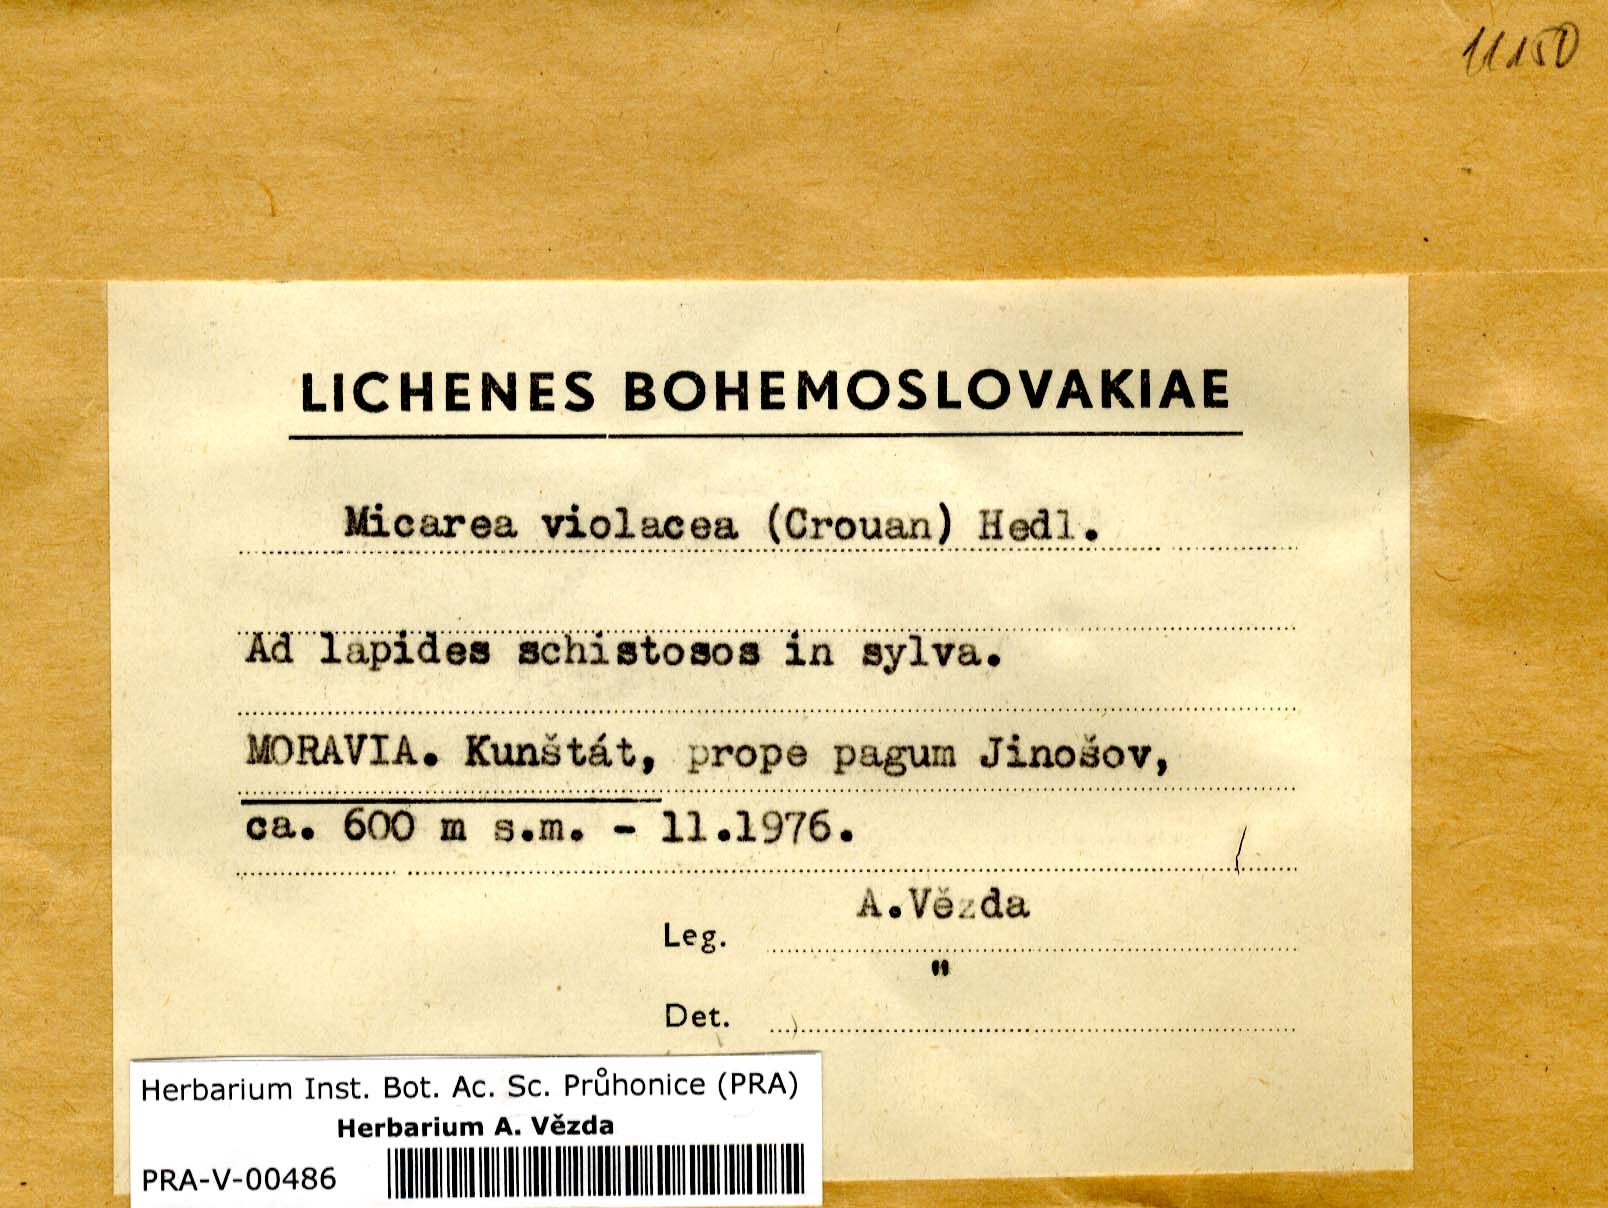 11150
LICHENES BOHEMOSLOVAKIAE
Micarea violacea (Crouan) Hedl.
Ad lapides schistosos in sylva.
MORAVIA. Kunštát, prope pagum Jinošov,
ca. 600 m s.m. - 11.1976.
A.Vězda
Leg.
"
Det.
Herbarium Inst. Bot. Ac. Sc. Průhonice (PRA)
Herbarium A. Vězda
PRA-V-00486